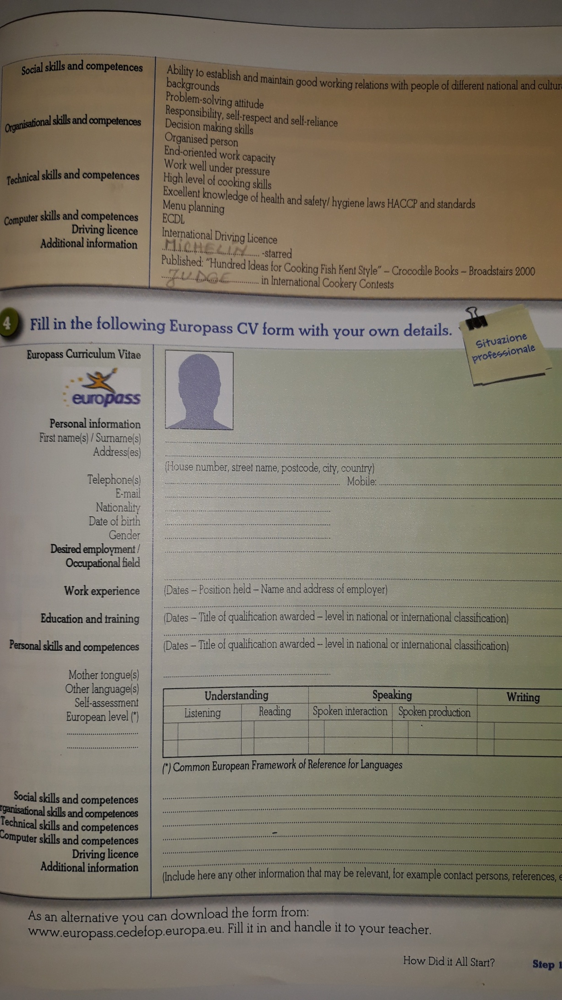 Social skills and competences
Ability to establish and maintain good working relations with people of different national and
backgrounds
Problem-solving attitude
Responsibility, self-respect and self-reliance
Organisational skills and competences
Decision making skills
Organised person
End-oriented work capacity
Work well under pressure
Technical skills and competences
High level of cooking skills
Excellent knowledge of health and safety/ hygiene laws HACCP and standards
Menu planning
Computer skills and competences
ECDL
Driving licence
International Driving Licence
Additional information
MICHELIN -starred
Published: "Hundred Ideas for Cooking Fish Kent Style" – Crocodile Books – Broadstairs 2000
JUDGE in International Cookery Contests
4 Fill in the following Europass CV form with your own details.
Situazione
professionale
Europass Curriculum Vitae
europass
Personal information
First name(s) / Surname(s)
Address(es)
(House number, street name, postcode, city, country)
Telephone(s)
Mobile:
E-mail
Nationality
Date of birth
Gender
Desired employment /
Occupational field
Work experience
(Dates – Position held – Name and address of employer)
Education and training
(Dates – Title of qualification awarded – level in national or international classification)
Personal skills and competences
(Dates – Title of qualification awarded – level in national or international classification)
Mother tongue(s)
Other language(s)
Self-assessment
European level (*)
Understanding Speaking Writing
Listening Reading Spoken interaction Spoken production
(*) Common European Framework of Reference for Languages
Social skills and competences
rganisational skills and competences
Technical skills and competences
Computer skills and competences
Driving licence
Additional information
(Include here any other information that may be relevant, for example contact persons, references,
As an alternative you can download the form from:
www.europass.cedefop.europa.eu. Fill it in and handle it to your teacher.
How Did it All Start? Step 1